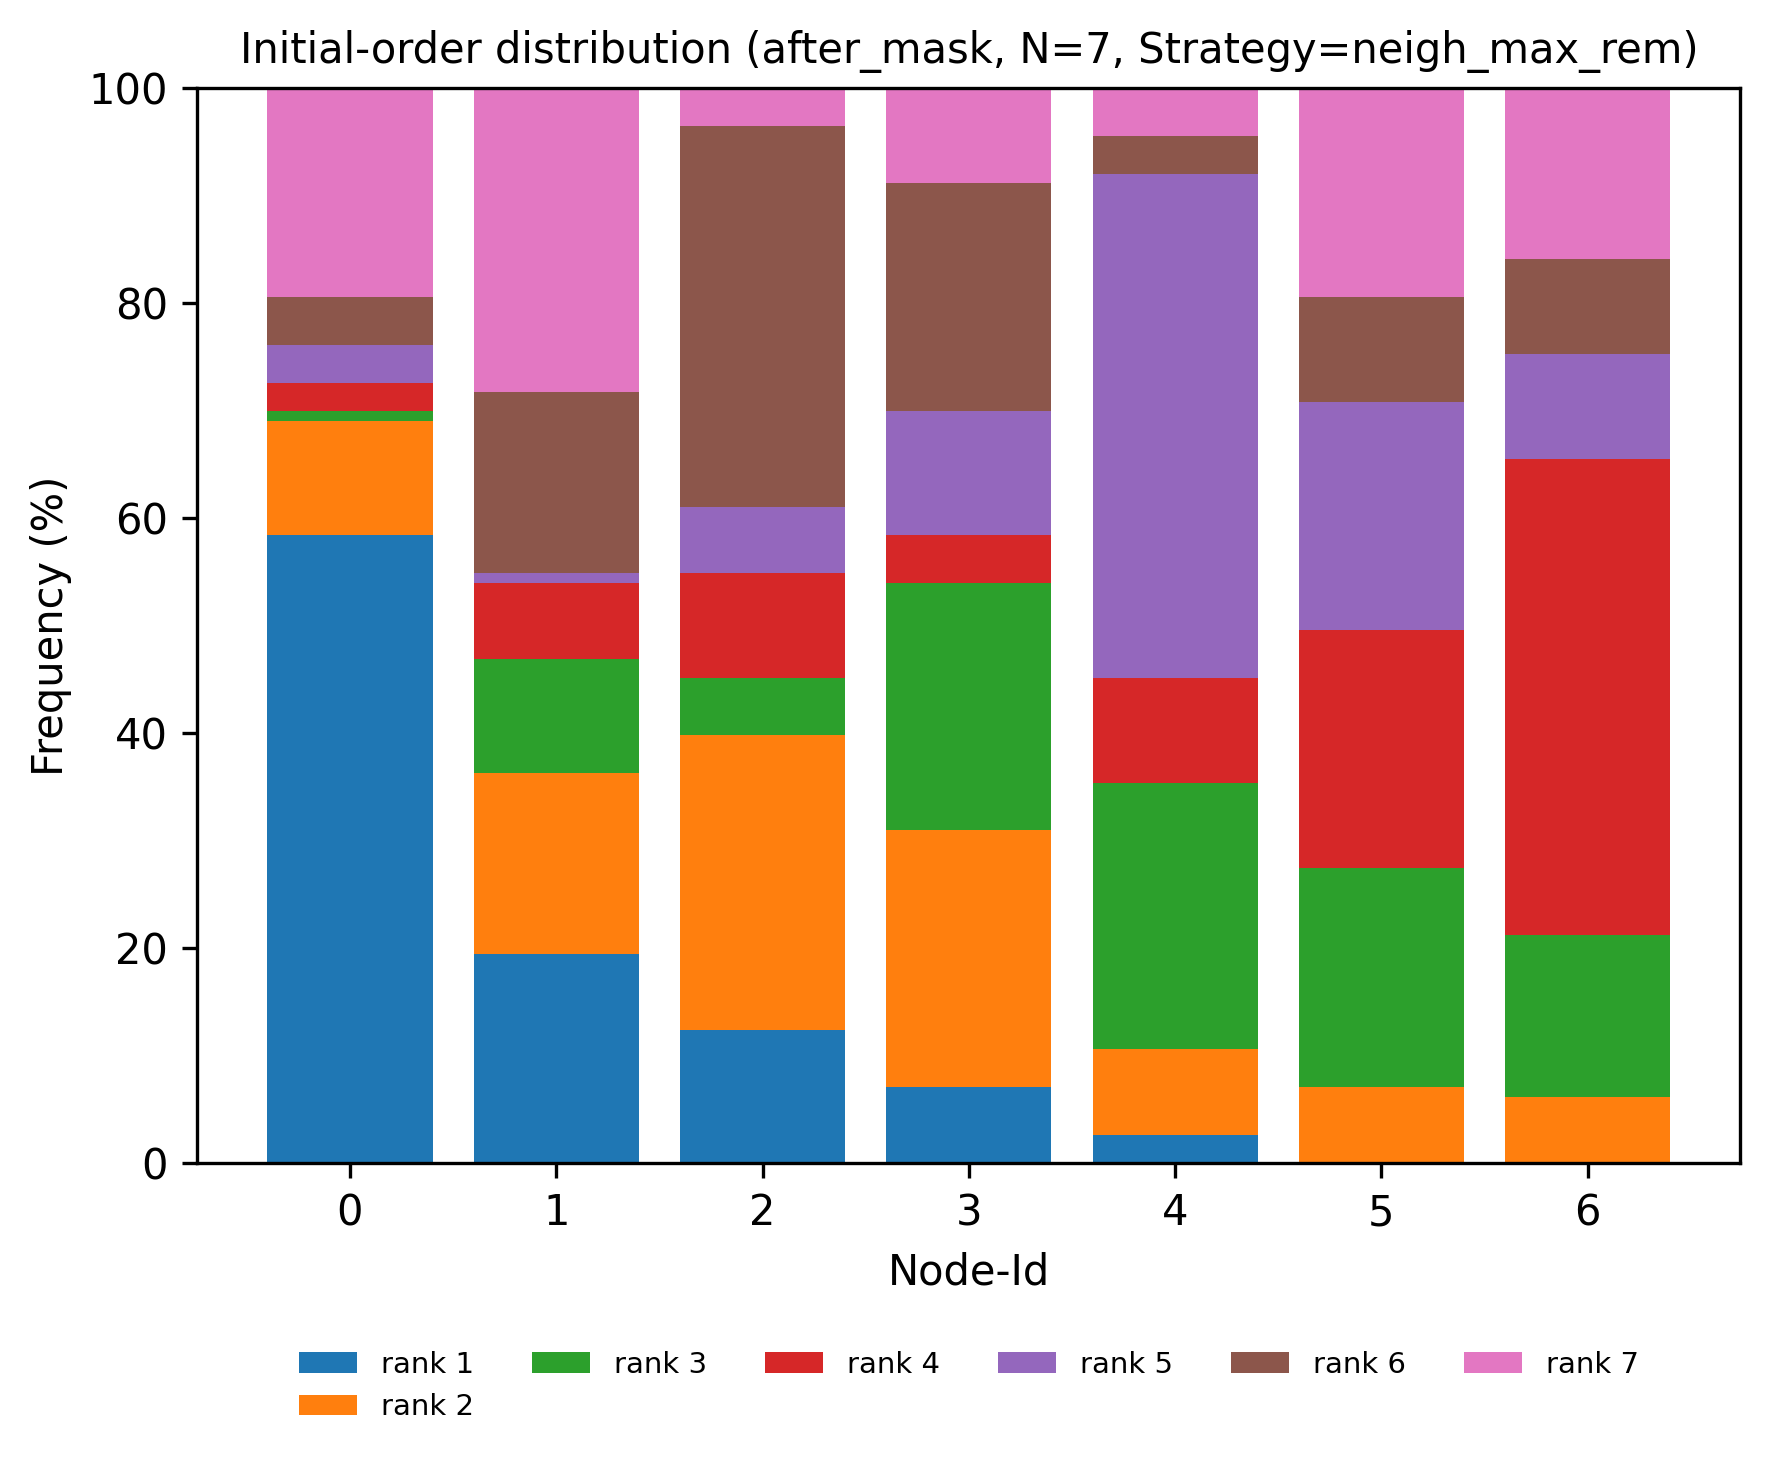 Initial-order distribution (after_mask, N=7, Strategy=neigh_max_rem)
100
80
60
40
20
0
Frequency (%)
0 1 2 3 4 5 6
Node-Id
rank 1 rank 3 rank 4 rank 5 rank 6 rank 7
rank 2